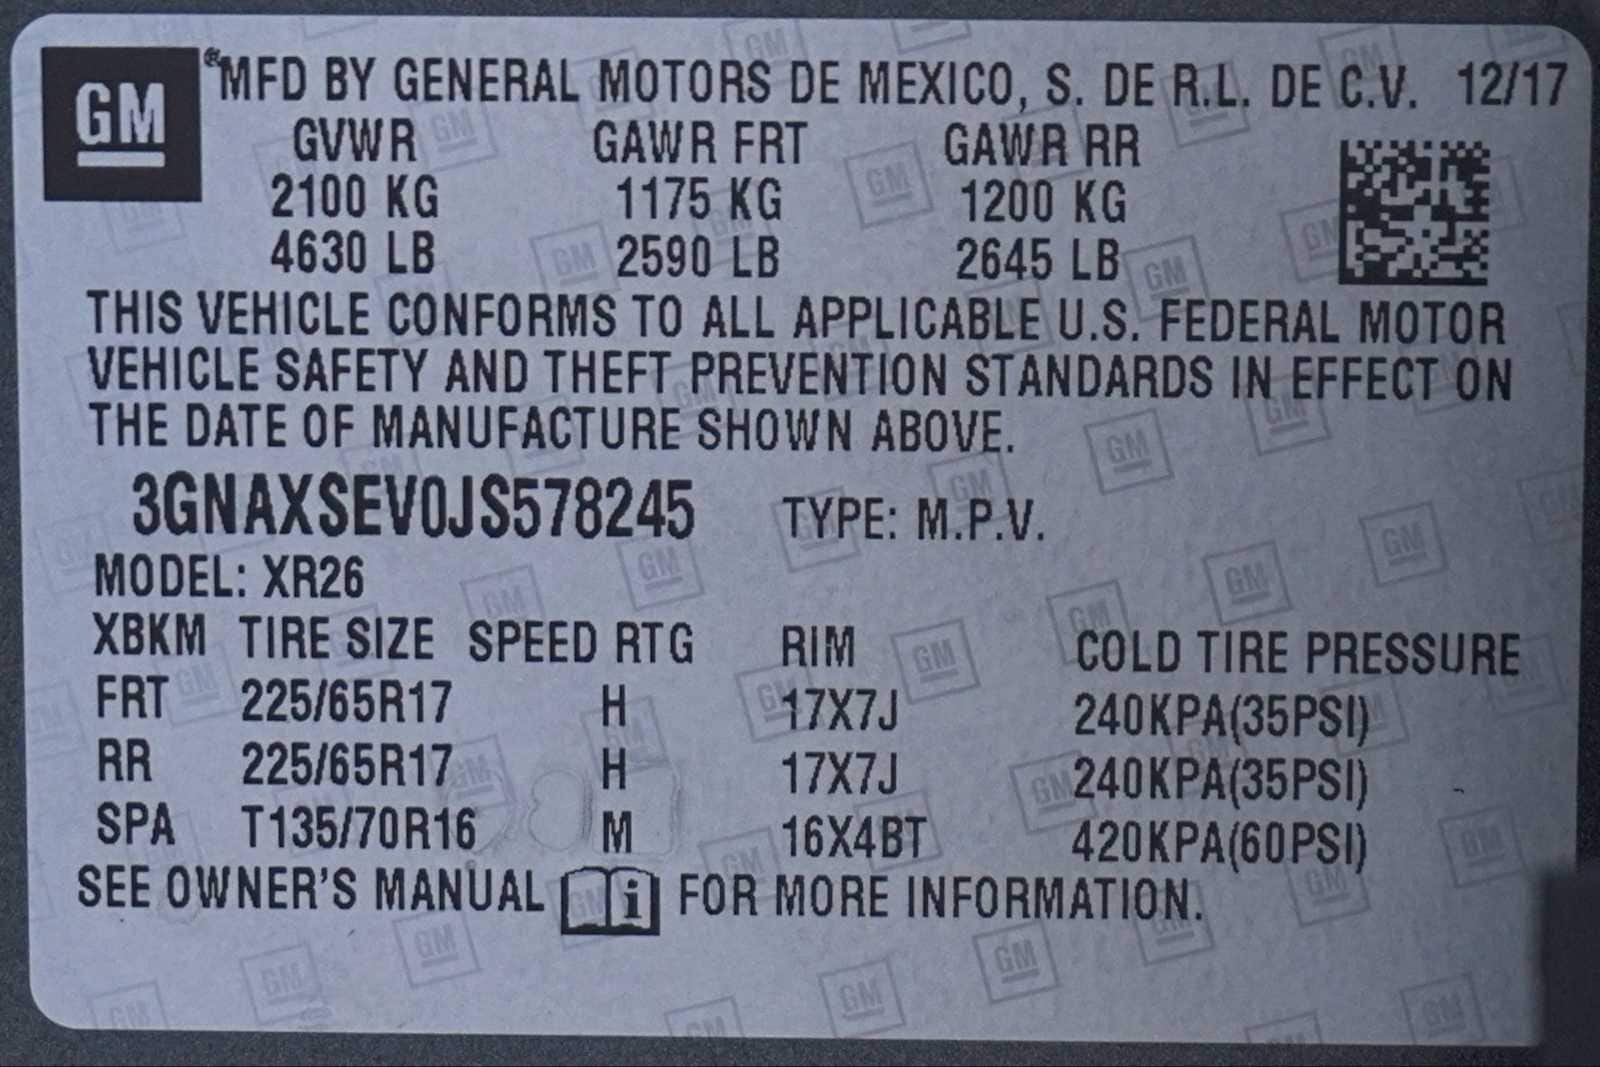 GM ®MFD BY GENERAL MOTORS DE MEXICO, S. DE R.L. DE C.V. 12/17
GVWR GAWR FRT GAWR RR
2100 KG 1175 KG 1200 KG
4630 LB 2590 LB 2645 LB
THIS VEHICLE CONFORMS TO ALL APPLICABLE U.S. FEDERAL MOTOR
VEHICLE SAFETY AND THEFT PREVENTION STANDARDS IN EFFECT ON
THE DATE OF MANUFACTURE SHOWN ABOVE.
3GNAXSEV0JS578245 TYPE: M.P.V.
MODEL: XR26
XBKM TIRE SIZE SPEED RTG RIM COLD TIRE PRESSURE
FRT 225/65R17 H 17X7J 240KPA(35PSI)
RR 225/65R17 H 17X7J 240KPA(35PSI)
SPA T135/70R16 M 16X4BT 420KPA(60PSI)
SEE OWNER'S MANUAL i FOR MORE INFORMATION.